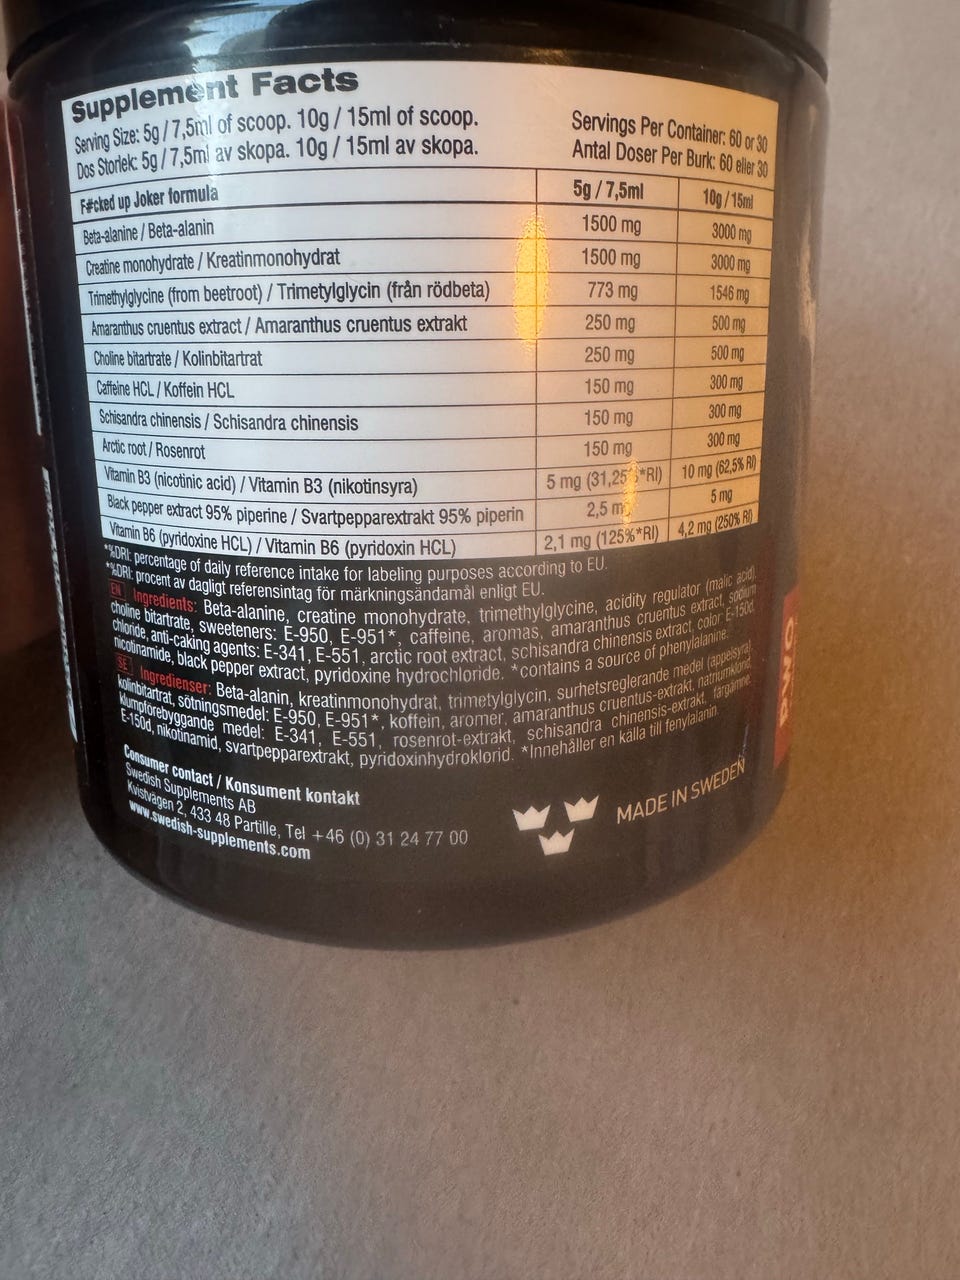 Supplement Facts
Serving Size: 5g / 7,5ml of scoop. 10g / 15ml of scoop. Servings Per Container: 60 or 30
Dos Storlek: 5g / 7,5ml av skopa. 10g / 15ml av skopa. Antal Doser Per Burk: 60 eller 30
F#cked up Joker formula 5g / 7,5ml 10g / 15ml
Beta-alanine / Beta-alanin 1500 mg 3000 mg
Creatine monohydrate / Kreatinmonohydrat 1500 mg 3000 mg
Trimethylglycine (from beetroot) / Trimetylglycin (från rödbeta) 773 mg 1546 mg
Amaranthus cruentus extract / Amaranthus cruentus extrakt 250 mg 500 mg
Choline bitartrate / Kolinbitartrat 250 mg 500 mg
Caffeine HCL / Koffein HCL 150 mg 300 mg
Schisandra chinensis / Schisandra chinensis 150 mg 300 mg
Arctic root / Rosenrot 150 mg 300 mg
Vitamin B3 (nicotinic acid) / Vitamin B3 (nikotinsyra) 5 mg (31,25%*RI) 10 mg (62,5% RI)
Black pepper extract 95% piperine / Svartpepparextrakt 95% piperin 2,5 mg 5 mg
Vitamin B6 (pyridoxine HCL) / Vitamin B6 (pyridoxin HCL) 2,1 mg (125%*RI) 4,2 mg (250% RI)
*%DRI: percentage of daily reference intake for labeling purposes according to EU.
*%DRI: procent av dagligt referensintag för märkningsändamål enligt EU.
EN Ingredients: Beta-alanine, creatine monohydrate, trimethylglycine, acidity regulator (malic acid),
choline bitartrate, sweeteners: E-950, E-951*, caffeine, aromas, amaranthus cruentus extract, sodium
chloride, anti-caking agents: E-341, E-551, arctic root extract, schisandra chinensis extract, color: E-150d,
nicotinamide, black pepper extract, pyridoxine hydrochloride. *contains a source of phenylalanine.
SE Ingredienser: Beta-alanin, kreatinmonohydrat, trimetylglycin, surhetsreglerande medel (äppelsyra),
kolinbitartrat, sötningsmedel: E-950, E-951*, koffein, aromer, amaranthus cruentus-extrakt, natriumklorid,
klumpförebyggande medel: E-341, E-551, rosenrot-extrakt, schisandra chinensis-extrakt, färgämne:
E-150d, nikotinamid, svartpepparextrakt, pyridoxinhydroklorid. *Innehåller en källa till fenylalanin.
Consumer contact / Konsument kontakt
Swedish Supplements AB
Kvistvägen 2, 433 48 Partille, Tel +46 (0) 31 24 77 00
www.swedish-supplements.com
MADE IN SWEDEN
PWO